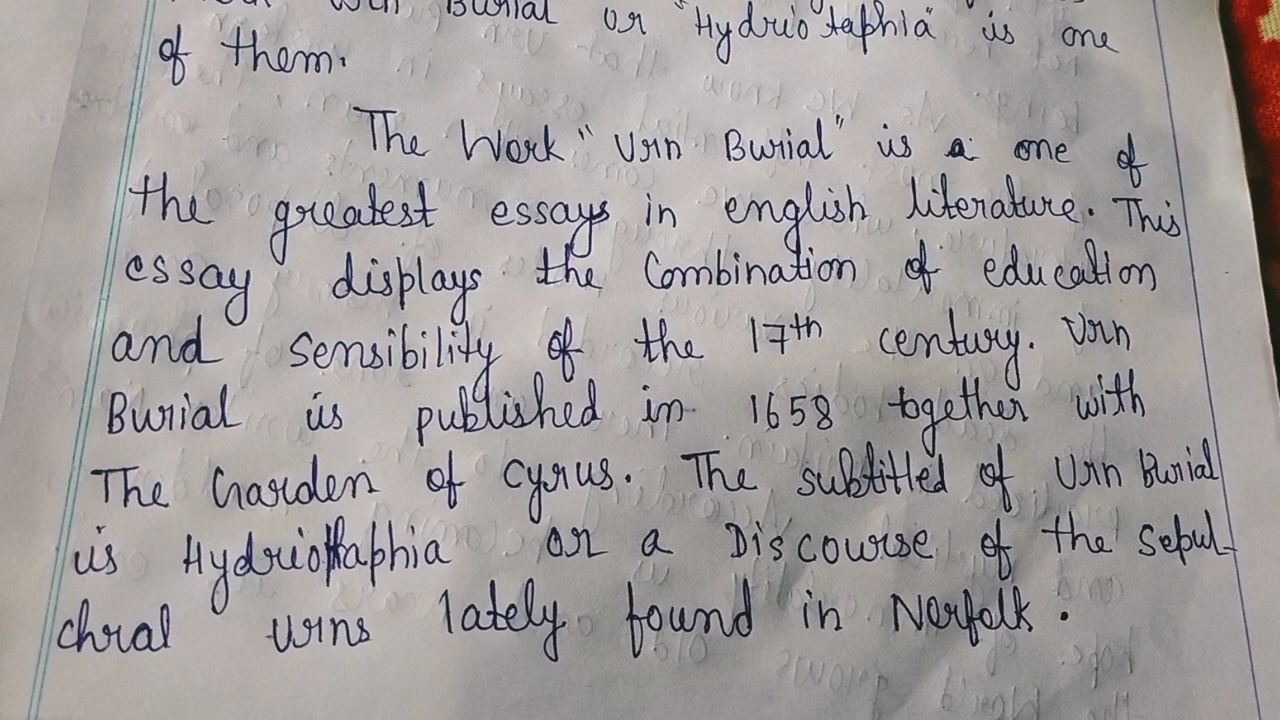 Burial or "Hydriotaphia" is one
of them.
The Work "Urn Burial" is a one of
the greatest essays in english literature. This
essay displays the Combination of education
and sensibility of the 17th century. Urn
Burial is published in 1658 together with
The Garden of Cyrus. The subtitled of Urn Burial
is Hydriotaphia or a Discourse of the Sepul-
chral urns lately found in Norfolk.